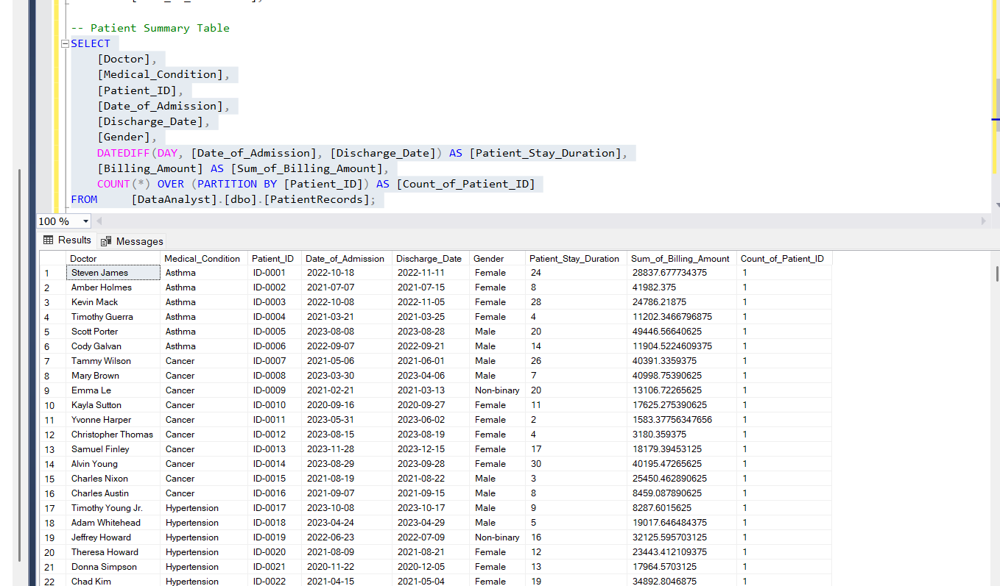 -- Patient Summary Table
SELECT
[Doctor],
[Medical_Condition],
[Patient_ID],
[Date_of_Admission],
[Discharge_Date],
[Gender],
DATEDIFF(DAY, [Date_of_Admission], [Discharge_Date]) AS [Patient_Stay_Duration],
[Billing_Amount] AS [Sum_of_Billing_Amount],
COUNT(*) OVER (PARTITION BY [Patient_ID]) AS [Count_of_Patient_ID]
FROM [DataAnalyst].[dbo].[PatientRecords];
100 %
Results Messages
Doctor Medical_Condition Patient_ID Date_of_Admission Discharge_Date Gender Patient_Stay_Duration Sum_of_Billing_Amount Count_of_Patient_ID
1 Steven James Asthma ID-0001 2022-10-18 2022-11-11 Female 24 28837.677734375 1
2 Amber Holmes Asthma ID-0002 2021-07-07 2021-07-15 Female 8 41982.375 1
3 Kevin Mack Asthma ID-0003 2022-10-08 2022-11-05 Female 28 24786.21875 1
4 Timothy Guerra Asthma ID-0004 2021-03-21 2021-03-25 Female 4 11202.3466796875 1
5 Scott Porter Asthma ID-0005 2023-08-08 2023-08-28 Male 20 49446.56640625 1
6 Cody Galvan Asthma ID-0006 2022-09-07 2022-09-21 Male 14 11904.5224609375 1
7 Tammy Wilson Cancer ID-0007 2021-05-06 2021-06-01 Male 26 40391.3359375 1
8 Mary Brown Cancer ID-0008 2023-03-30 2023-04-06 Male 7 40998.75390625 1
9 Emma Le Cancer ID-0009 2021-02-21 2021-03-13 Non-binary 20 13106.72265625 1
10 Kayla Sutton Cancer ID-0010 2020-09-16 2020-09-27 Female 11 17625.275390625 1
11 Yvonne Harper Cancer ID-0011 2023-05-31 2023-06-02 Female 2 1583.37756347656 1
12 Christopher Thomas Cancer ID-0012 2023-08-15 2023-08-19 Female 4 3180.359375 1
13 Samuel Finley Cancer ID-0013 2023-11-28 2023-12-15 Female 17 18179.39453125 1
14 Alvin Young Cancer ID-0014 2023-08-29 2023-09-28 Female 30 40195.47265625 1
15 Charles Nixon Cancer ID-0015 2021-08-19 2021-08-22 Male 3 25450.462890625 1
16 Charles Austin Cancer ID-0016 2021-09-07 2021-09-15 Male 8 8459.087890625 1
17 Timothy Young Jr. Hypertension ID-0017 2023-10-08 2023-10-17 Male 9 8287.6015625 1
18 Adam Whitehead Hypertension ID-0018 2023-04-24 2023-04-29 Male 5 19017.646484375 1
19 Jeffrey Howard Hypertension ID-0019 2022-06-23 2022-07-09 Non-binary 16 32125.595703125 1
20 Theresa Howard Hypertension ID-0020 2021-08-09 2021-08-21 Female 12 23443.412109375 1
21 Donna Simpson Hypertension ID-0021 2020-11-22 2020-12-05 Female 13 17964.5703125 1
22 Chad Kim Hypertension ID-0022 2021-04-15 2021-05-04 Female 19 34892.8046875 1